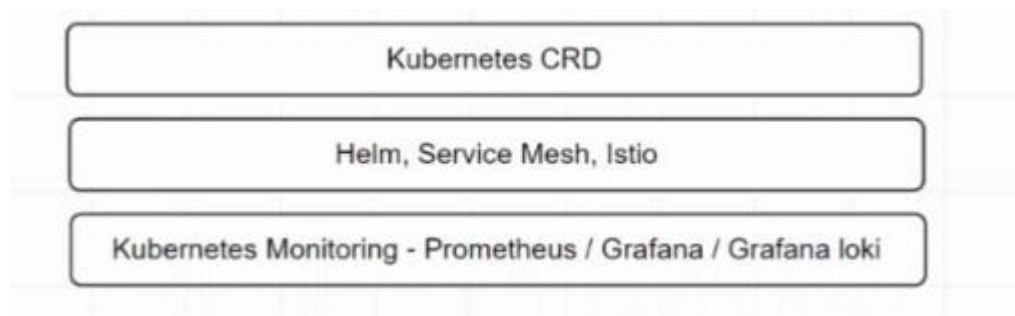 Kubernetes CRD
Helm, Service Mesh, Istio
Kubernetes Monitoring - Prometheus / Grafana / Grafana loki